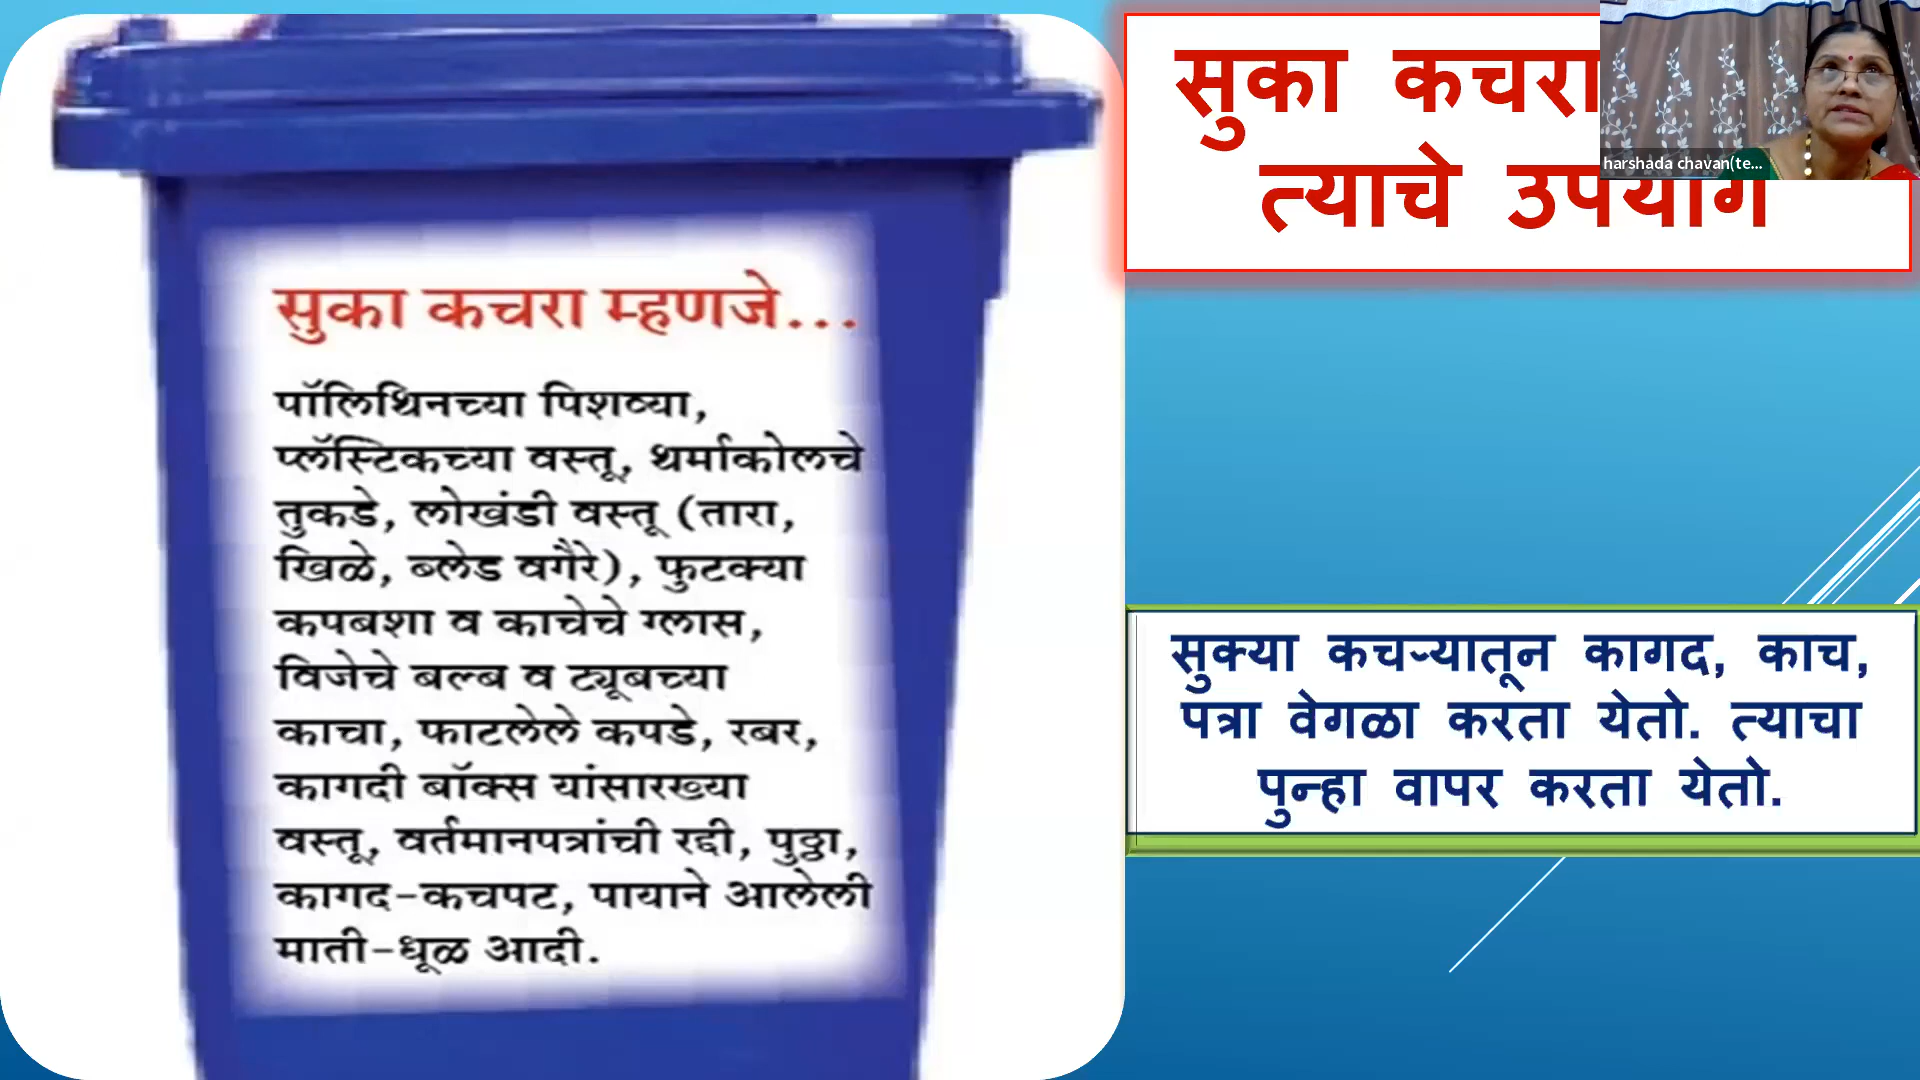 सुका कचरा
त्याचे उपयोग
harshada chavan(te...
सुका कचरा म्हणजे...
पॉलिथिनच्या पिशव्या,
प्लॅस्टिकच्या वस्तू, थर्माकोलचे
तुकडे, लोखंडी वस्तू (तारा,
खिळे, ब्लेड वगैरे), फुटक्या
कपबशा व काचेचे ग्लास,
विजेचे बल्ब व ट्यूबच्या
काचा, फाटलेले कपडे, रबर,
कागदी बॉक्स यांसारख्या
वस्तू, वर्तमानपत्रांची रद्दी, पुठ्ठा,
कागद-कचपट, पायाने आलेली
माती-धूळ आदी.
सुक्या कचऱ्यातून कागद, काच,
पत्रा वेगळा करता येतो. त्याचा
पुन्हा वापर करता येतो.